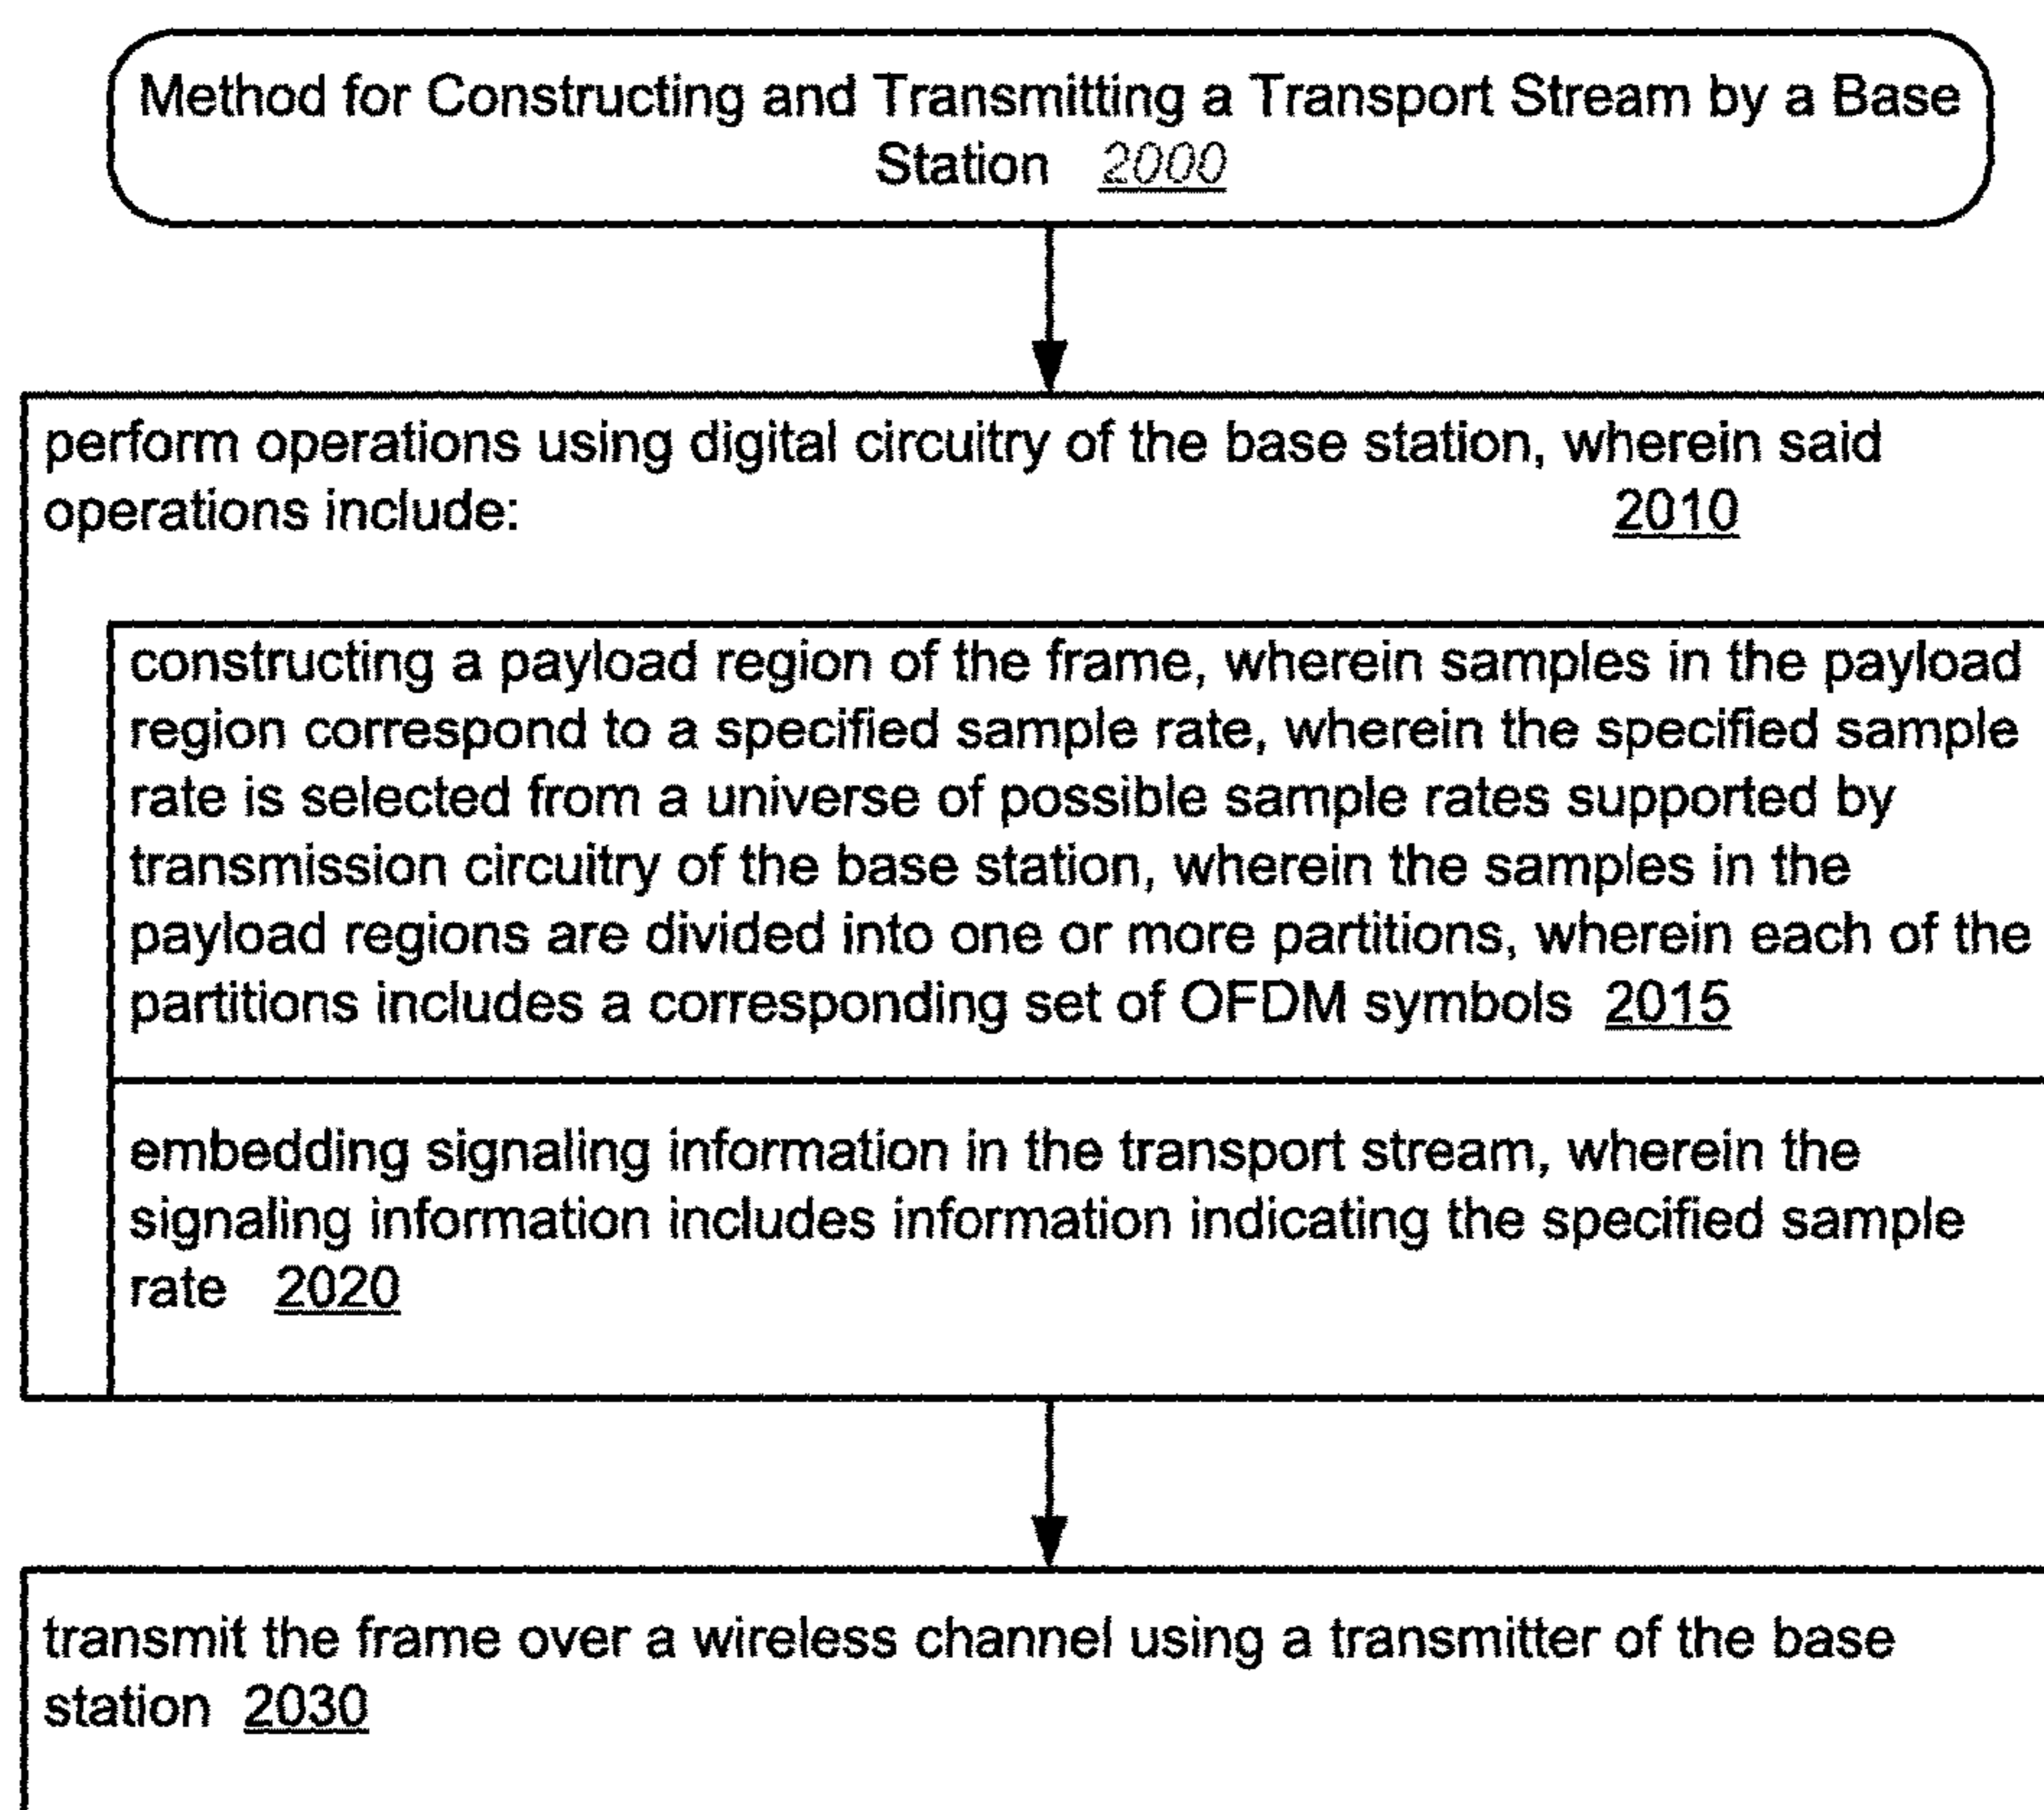 Method for Constructing and Transmitting a Transport Stream by a Base
Station 2000
perform operations using digital circuitry of the base station, wherein said
operations include: 2010
constructing a payload region of the frame, wherein samples in the payload
region correspond to a specified sample rate, wherein the specified sample
rate is selected from a universe of possible sample rates supported by
transmission circuitry of the base station, wherein the samples in the
payload regions are divided into one or more partitions, wherein each of the
partitions includes a corresponding set of OFDM symbols 2015
embedding signaling information in the transport stream, wherein the
signaling information includes information indicating the specified sample
rate 2020
transmit the frame over a wireless channel using a transmitter of the base
station 2030